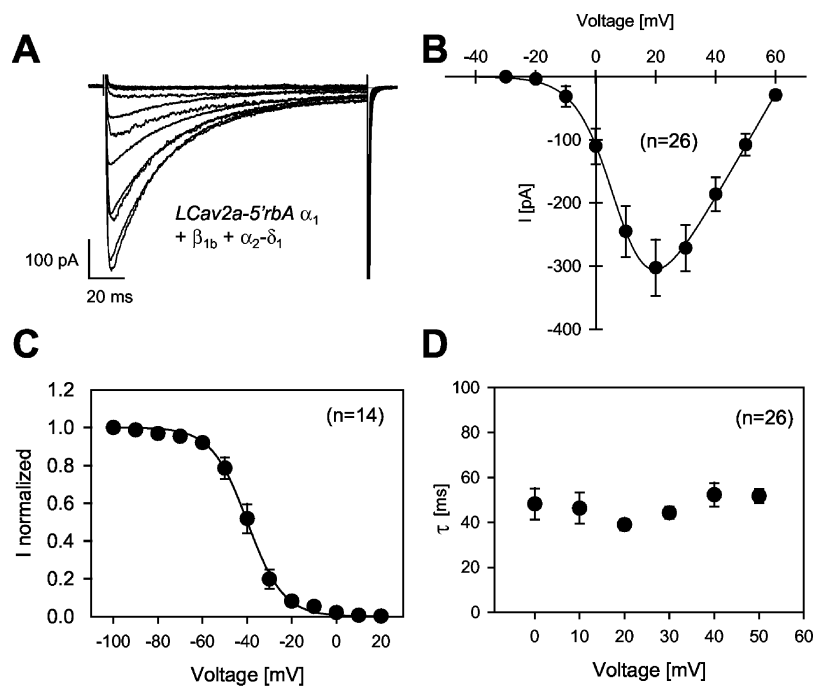 A
LCav2a-5'rbA α1
+ β1b + α2-δ1
100 pA
20 ms
B
Voltage [mV]
-40 -20 0 20 40 60
-100
-200
-300
-400
I [pA]
(n=26)
C
1.2
1.0
0.8
0.6
0.4
0.2
0.0
I normalized
(n=14)
-100 -80 -60 -40 -20 0 20
Voltage [mV]
D
100
80
60
40
20
0
τ [ms]
(n=26)
0 10 20 30 40 50 60
Voltage [mV]